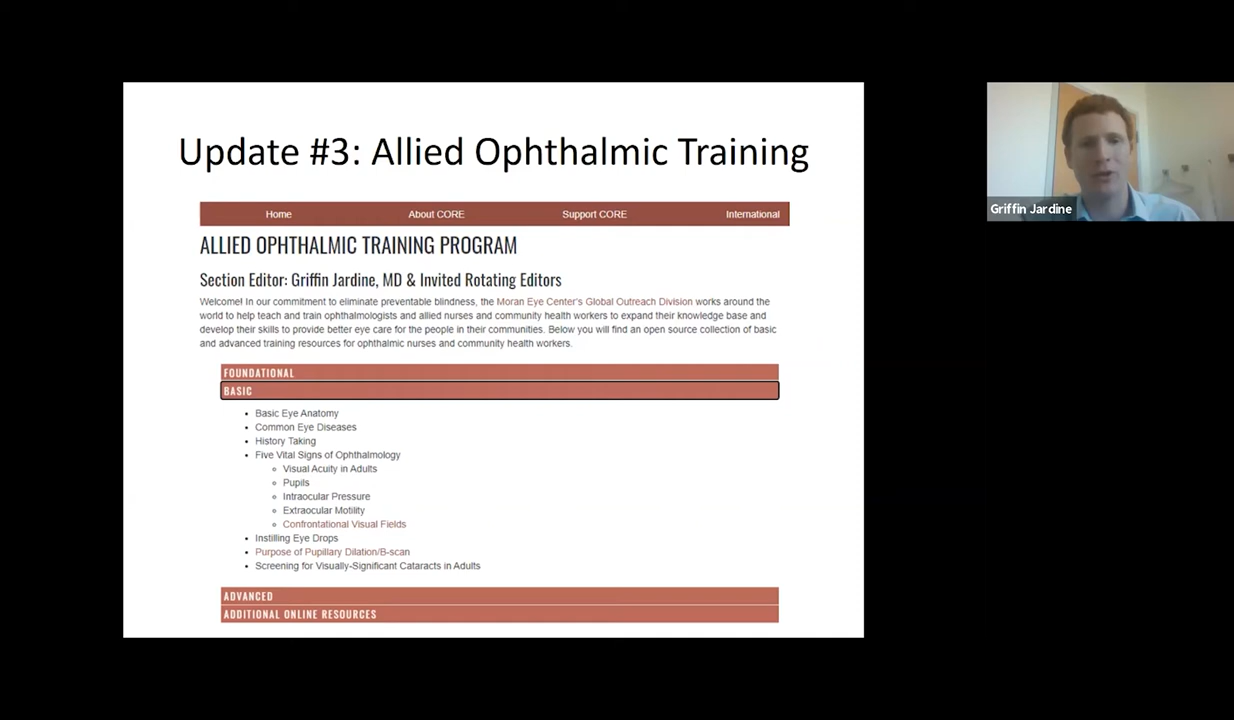 Update #3: Allied Ophthalmic Training
Home About CORE Support CORE International
ALLIED OPHTHALMIC TRAINING PROGRAM
Section Editor: Griffin Jardine, MD & Invited Rotating Editors
Welcome! In our commitment to eliminate preventable blindness, the Moran Eye Center's Global Outreach Division works around the
world to help teach and train ophthalmologists and allied nurses and community health workers to expand their knowledge base and
develop their skills to provide better eye care for the people in their communities. Below you will find an open source collection of basic
and advanced training resources for ophthalmic nurses and community health workers.
FOUNDATIONAL
BASIC
Basic Eye Anatomy
Common Eye Diseases
History Taking
Five Vital Signs of Ophthalmology
Visual Acuity in Adults
Pupils
Intraocular Pressure
Extraocular Motility
Confrontational Visual Fields
Instilling Eye Drops
Purpose of Pupillary Dilation/B-scan
Screening for Visually-Significant Cataracts in Adults
ADVANCED
ADDITIONAL ONLINE RESOURCES
Griffin Jardine